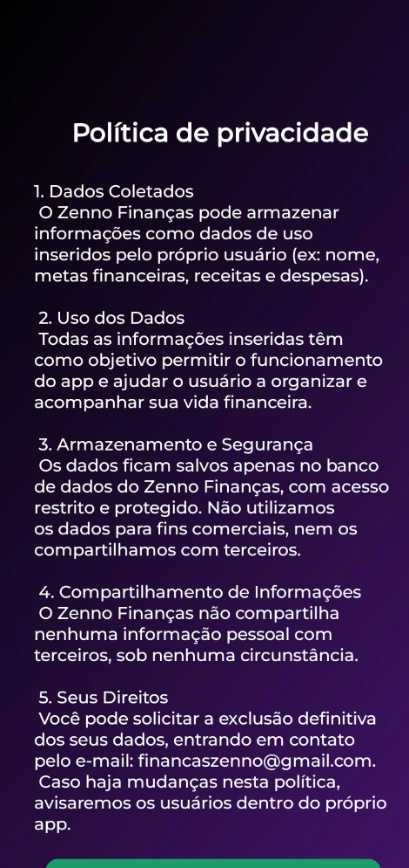 Política de privacidade
1. Dados Coletados
O Zenno Finanças pode armazenar
informações como dados de uso
inseridos pelo próprio usuário (ex: nome,
metas financeiras, receitas e despesas).
2. Uso dos Dados
Todas as informações inseridas têm
como objetivo permitir o funcionamento
do app e ajudar o usuário a organizar e
acompanhar sua vida financeira.
3. Armazenamento e Segurança
Os dados ficam salvos apenas no banco
de dados do Zenno Finanças, com acesso
restrito e protegido. Não utilizamos
os dados para fins comerciais, nem os
compartilhamos com terceiros.
4. Compartilhamento de Informações
O Zenno Finanças não compartilha
nenhuma informação pessoal com
terceiros, sob nenhuma circunstância.
5. Seus Direitos
Você pode solicitar a exclusão definitiva
dos seus dados, entrando em contato
pelo e-mail: financaszenno@gmail.com.
Caso haja mudanças nesta política,
avisaremos os usuários dentro do próprio
app.